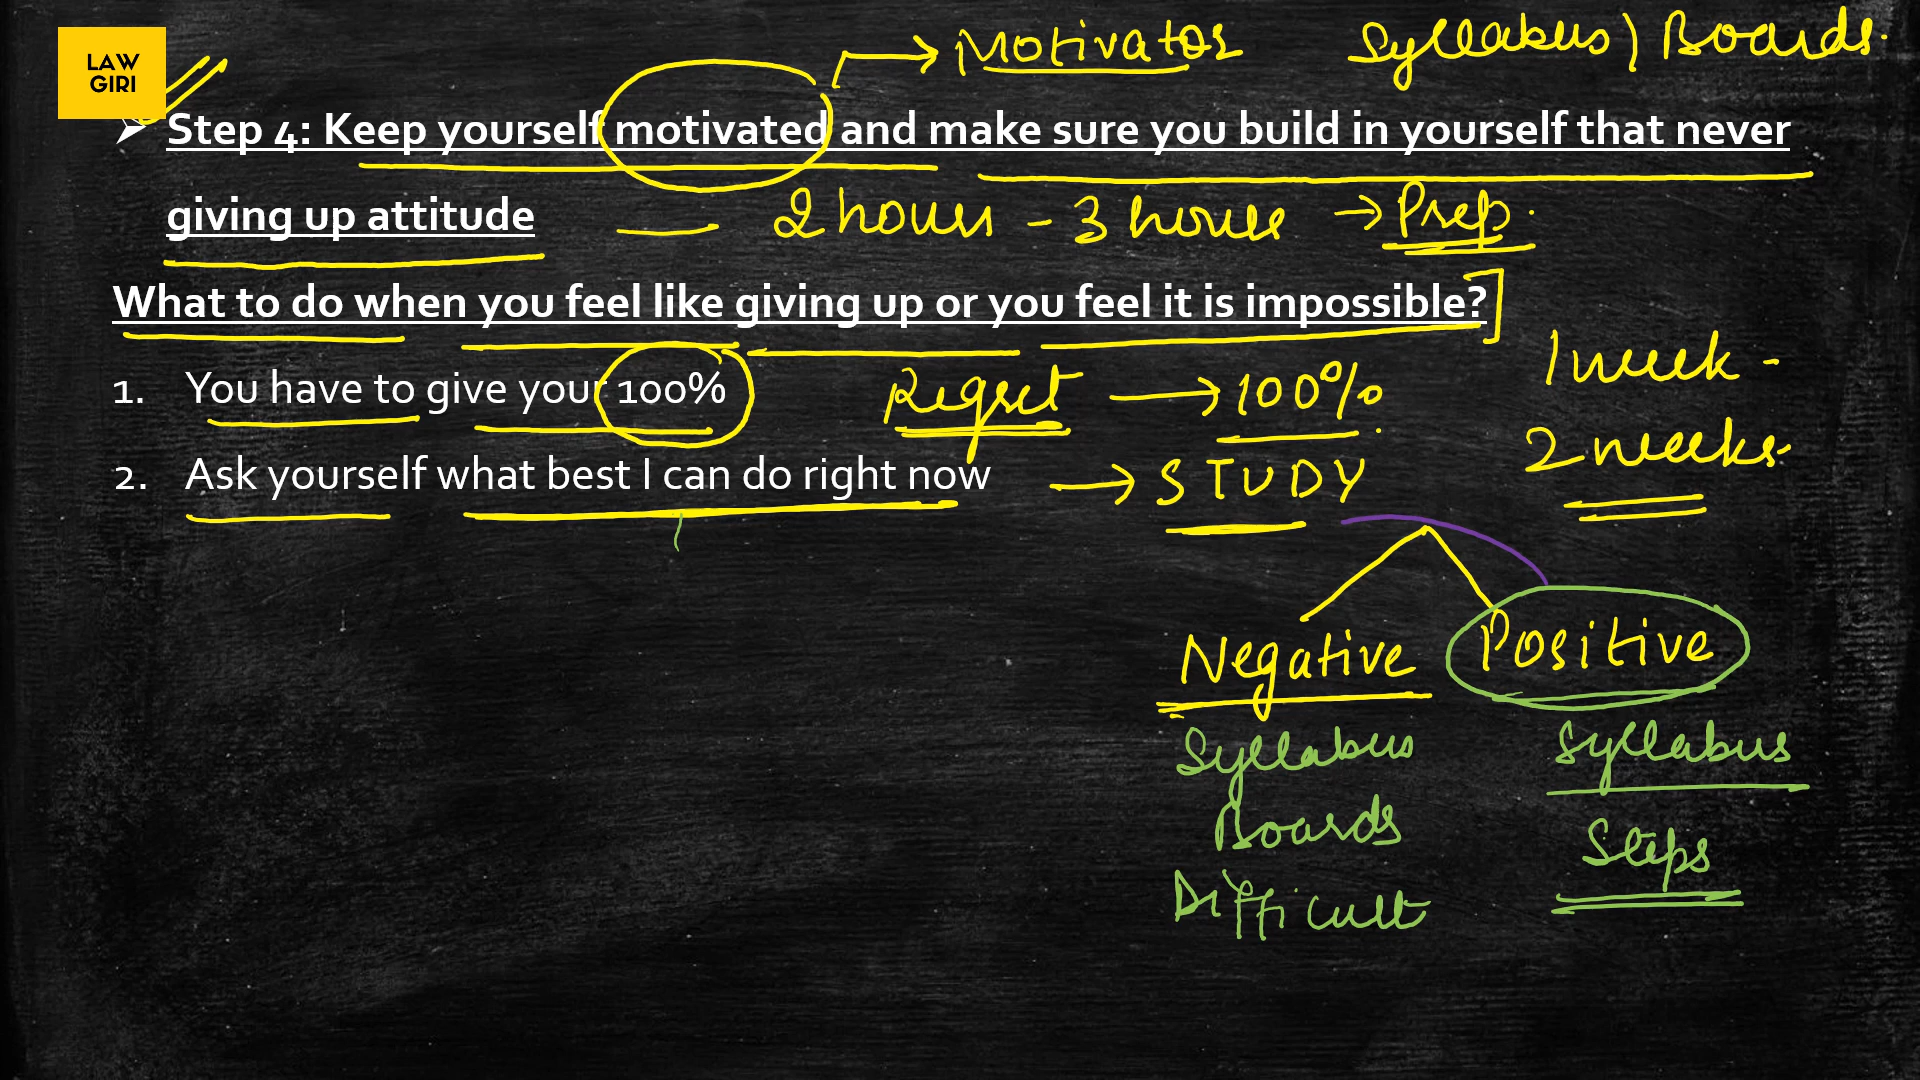 LAW
GIRI
Motivator Syllabus) Boards.
Step 4: Keep yourself motivated and make sure you build in yourself that never
giving up attitude — 2 hours - 3 hours → Prep.
What to do when you feel like giving up or you feel it is impossible?
1 week -
1. You have to give your 100% Regret → 100%.
2 weeks.
2. Ask yourself what best I can do right now → STUDY
Negative Positive
Syllabus Syllabus
Boards Steps
Difficult